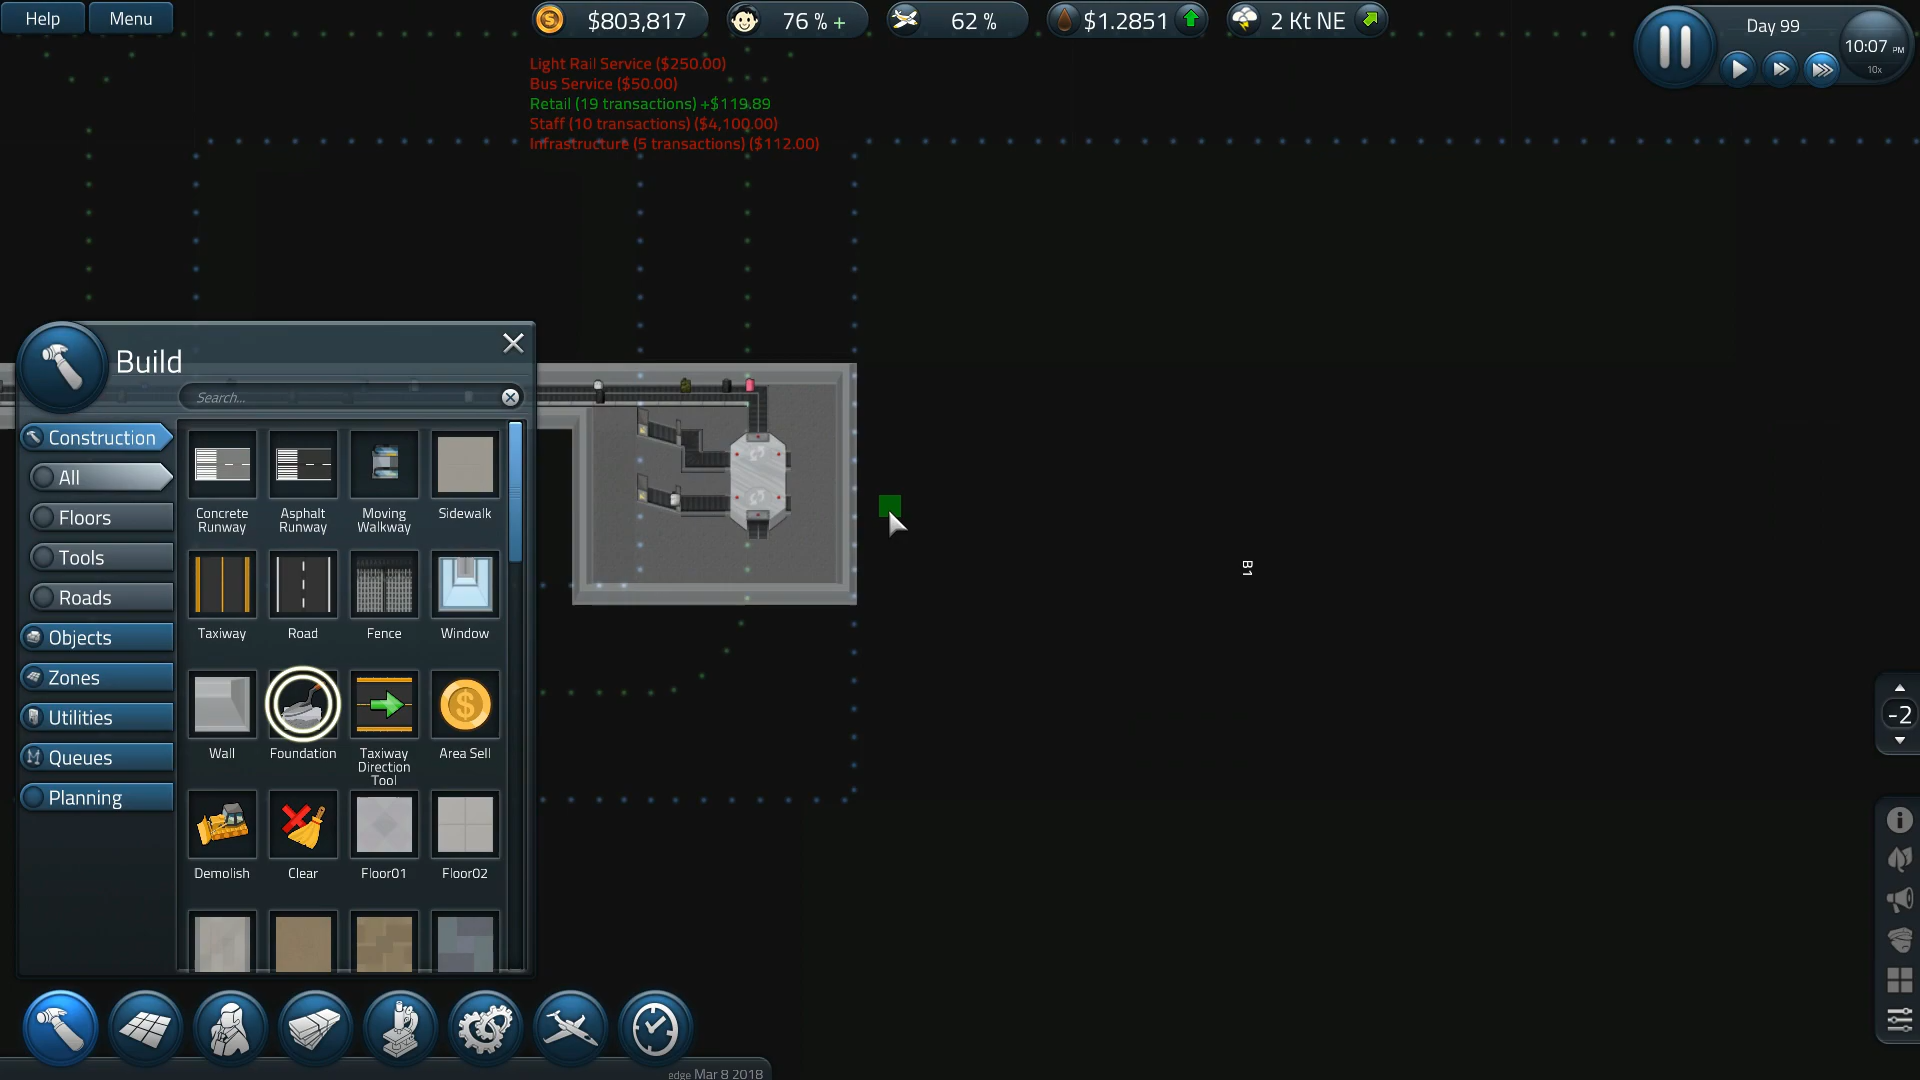 Help
Menu
$803,817
76 % +
62 %
$1.2851
2 Kt NE
Day 99
10:07 PM
10x
Light Rail Service ($250.00)
Bus Service ($50.00)
Retail (19 transactions) +$119.89
Staff (10 transactions) ($4,100.00)
Infrastructure (5 transactions) ($112.00)
Build
Search...
Construction
All
Floors
Tools
Roads
Objects
Zones
Utilities
Queues
Planning
Concrete Runway
Asphalt Runway
Moving Walkway
Sidewalk
Taxiway
Road
Fence
Window
Wall
Foundation
Taxiway Direction Tool
Area Sell
Demolish
Clear
Floor01
Floor02
B1
-2
edge Mar 8 2018